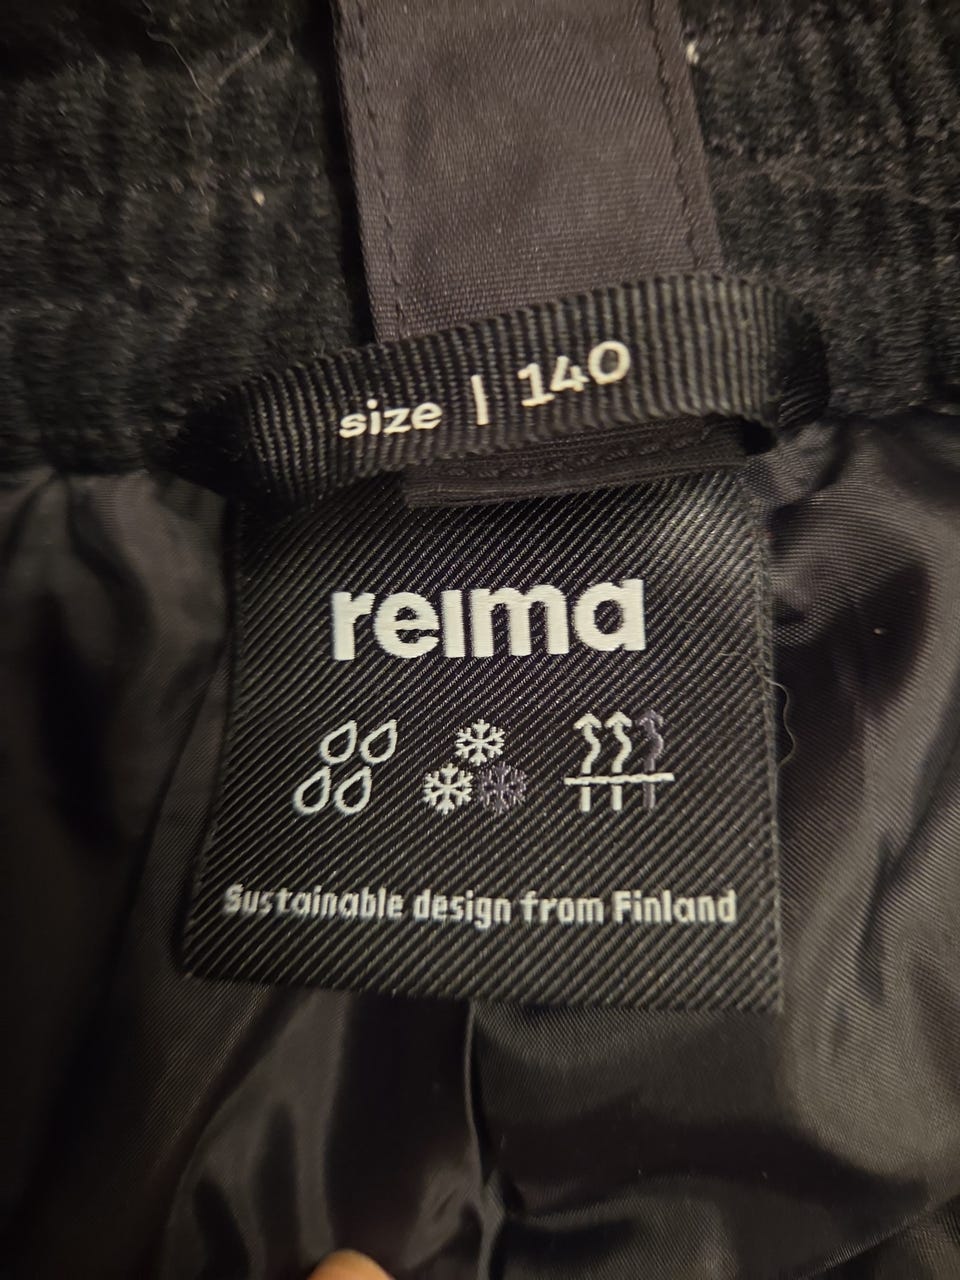 size | 140
reima
Sustainable design from Finland